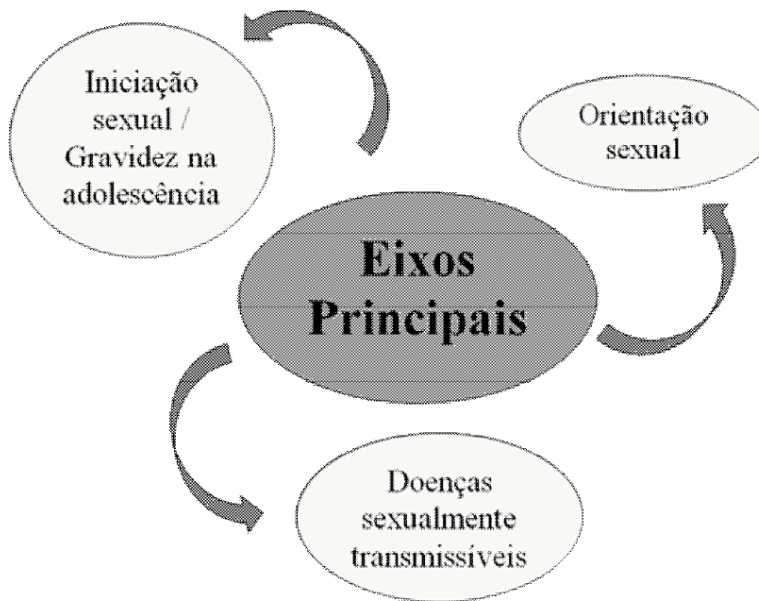 Iniciação
sexual /
Gravidez na
adolescência
Orientação
sexual
Eixos
Principais
Doenças
sexualmente
transmissíveis